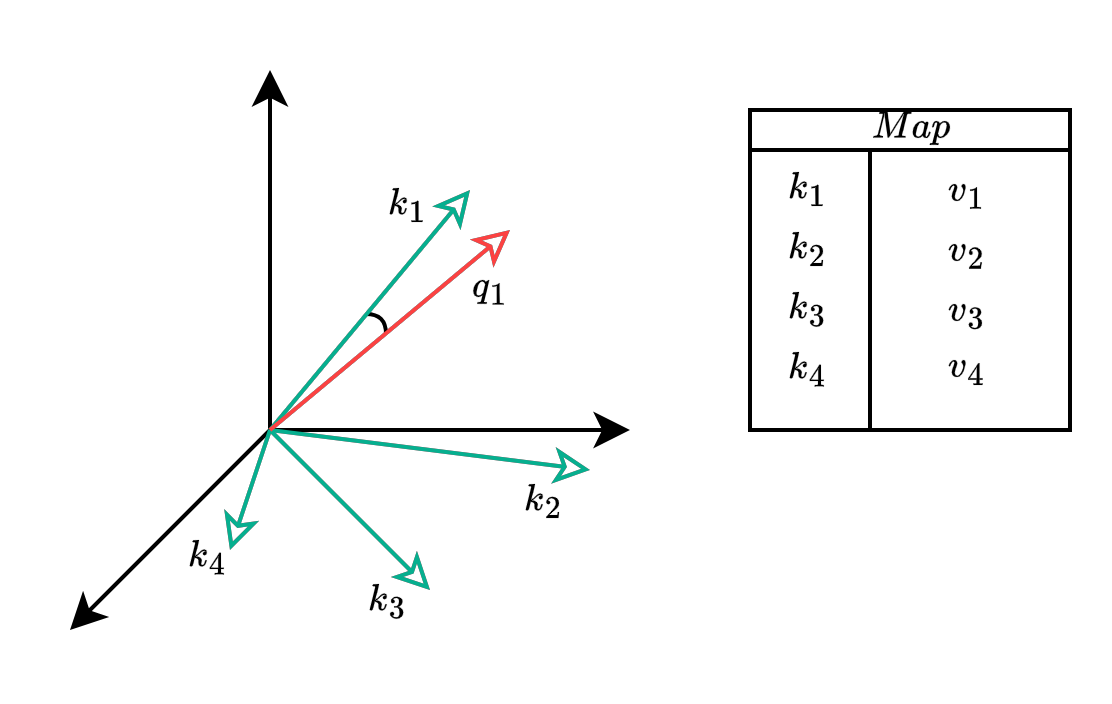 k₁
q₁
k₂
k₄
k₃
Map
k₁ v₁
k₂ v₂
k₃ v₃
k₄ v₄